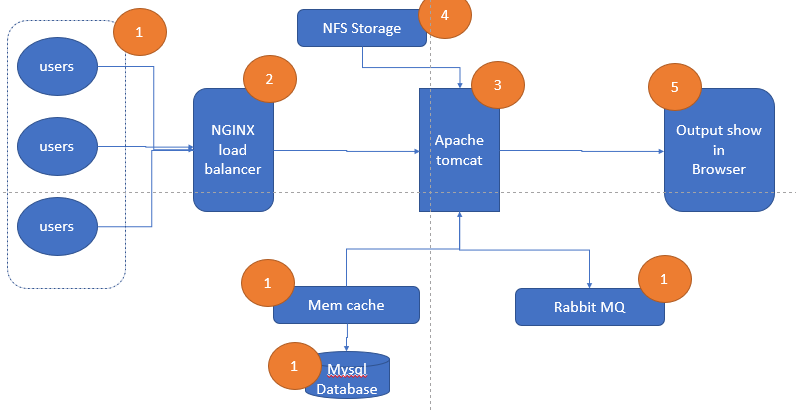 1
users
users
users
2
NGINX
load
balancer
NFS Storage
4
3
Apache
tomcat
5
Output show
in
Browser
1
Mem cache
1
Mysql
Database
1
Rabbit MQ